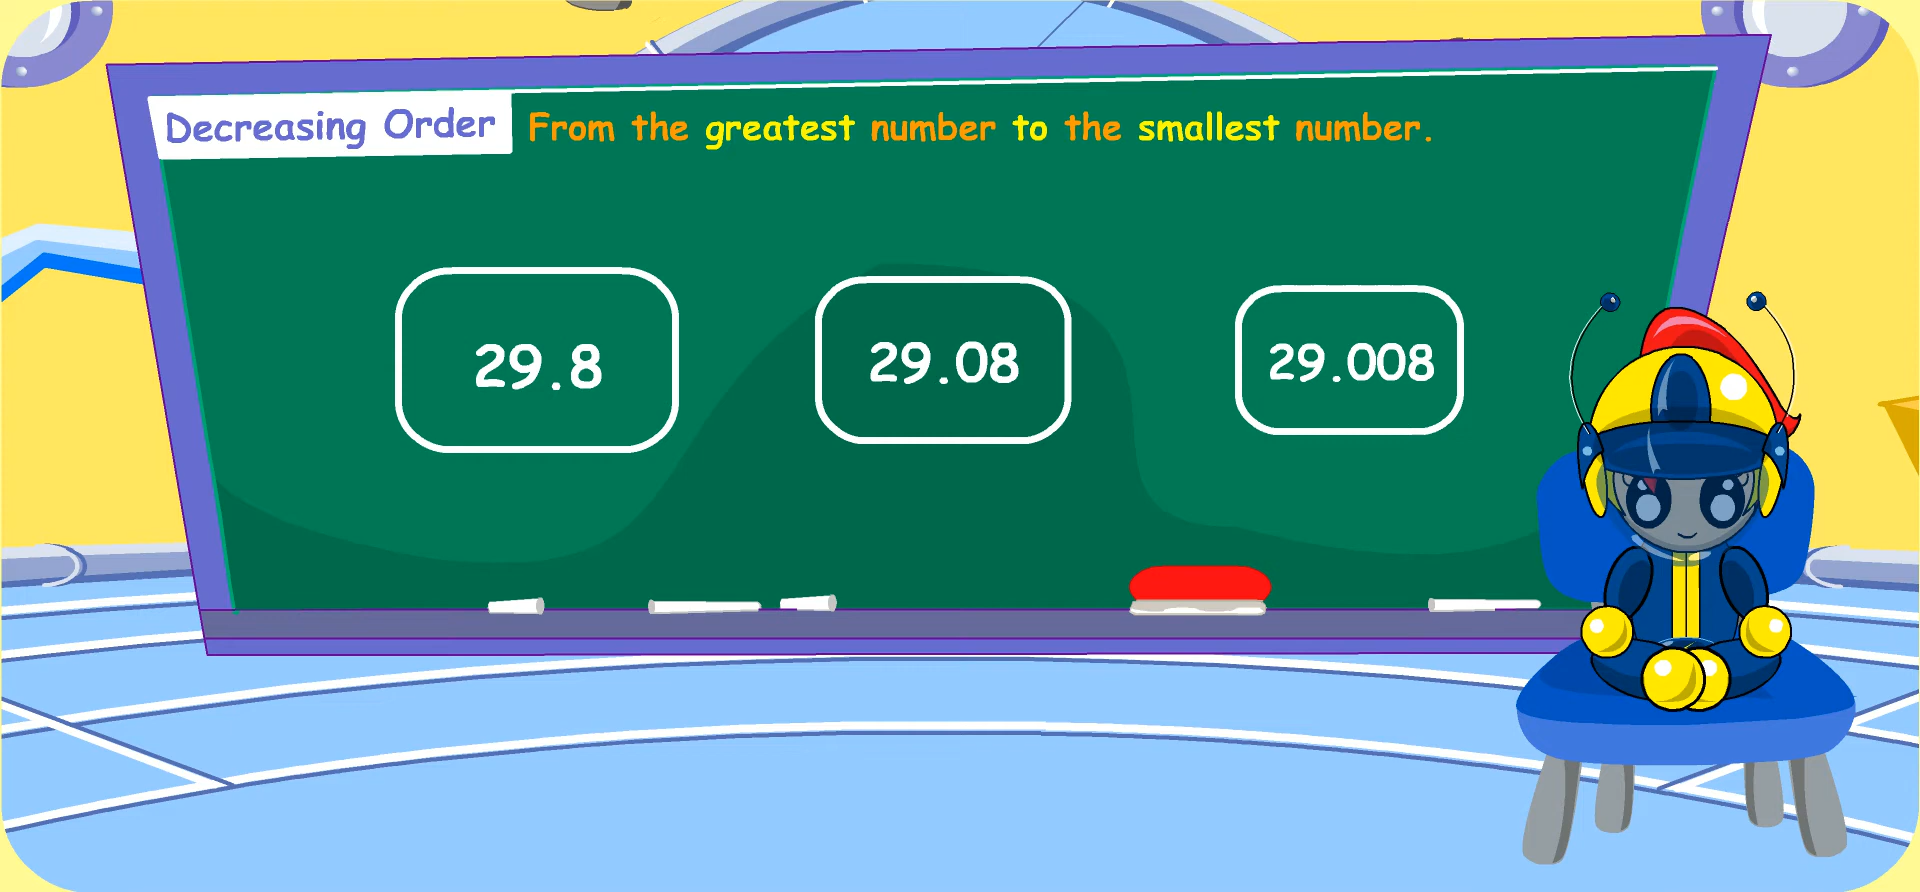 Decreasing Order From the greatest number to the smallest number.
29.8 29.08 29.008